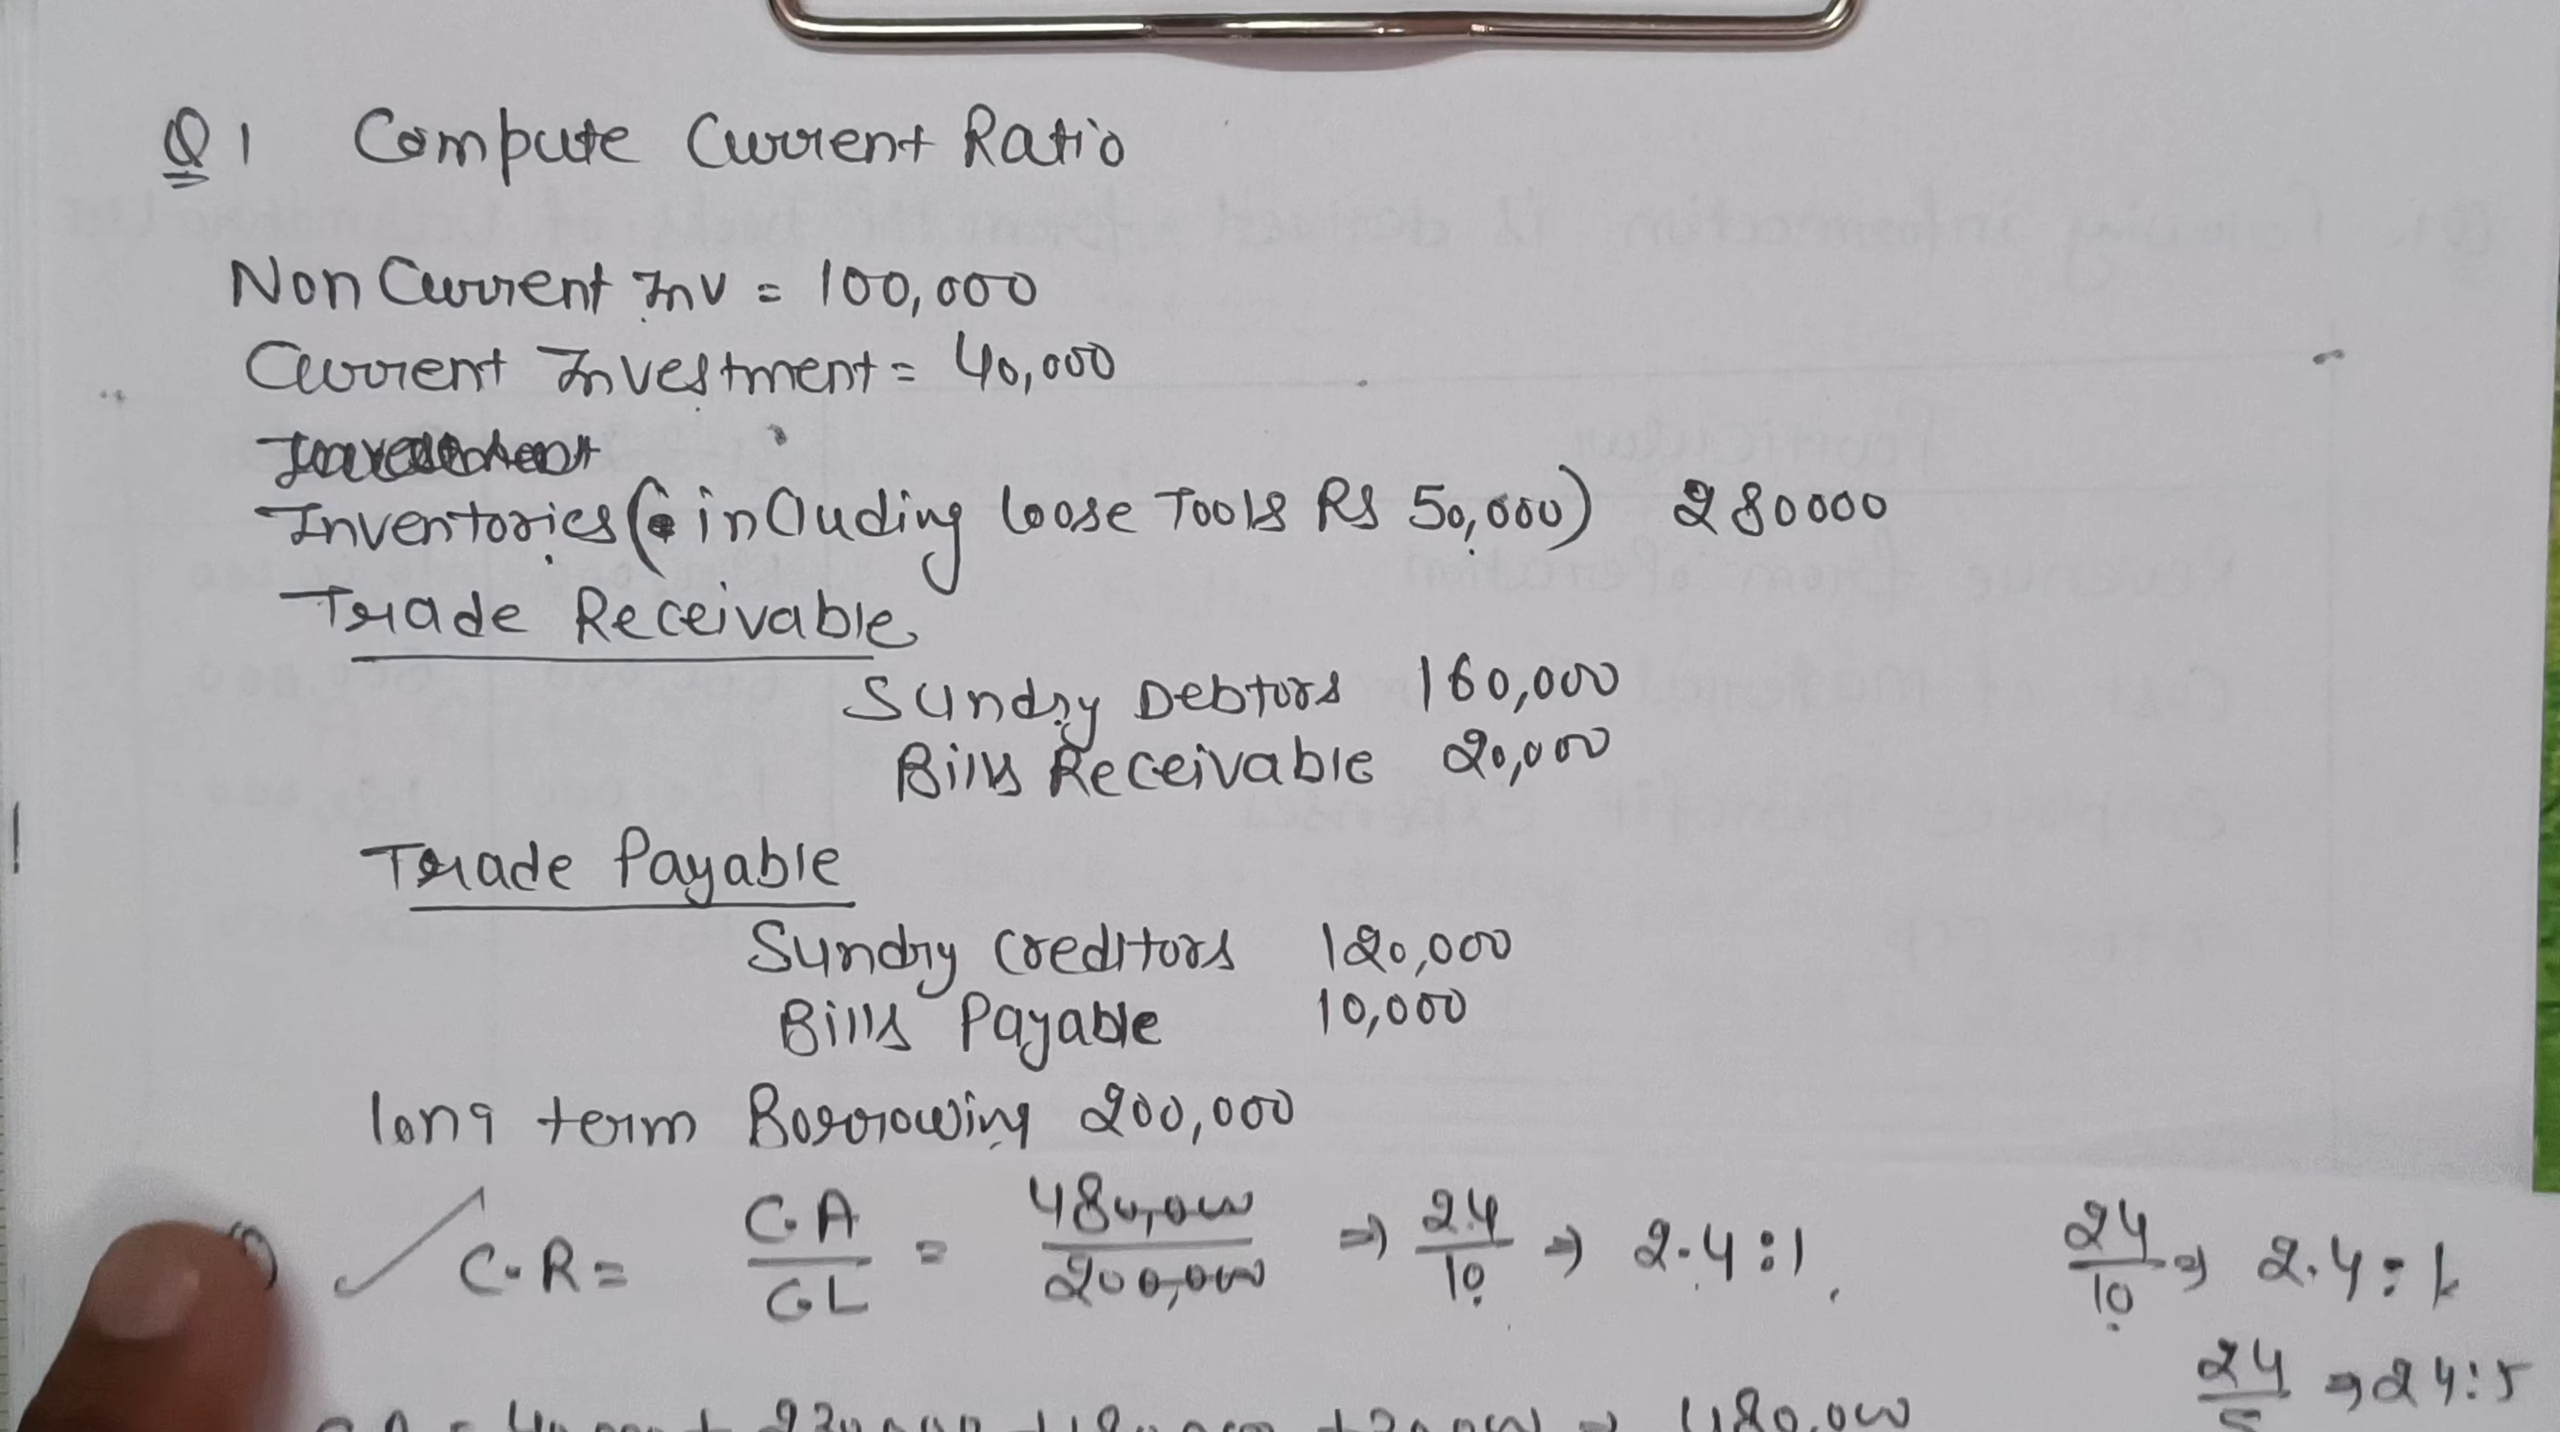 Q1 Compute Current Ratio
Non Current Inv = 100,000
Current Investment = 40,000
Inventories (including loose Tools Rs 50,000) 280000
Trade Receivable
Sundry Debtors 160,000
Bills Receivable 20,000
Trade Payable
Sundry Creditors 120,000
Bills Payable 10,000
long term Borrowing 200,000
C.R = C.A / C.L = 480,000 / 200,000 ⇒ 24/10 ⇒ 2.4:1
24/10 ⇒ 2.4:1
24/5 ⇒ 24:5
480,000